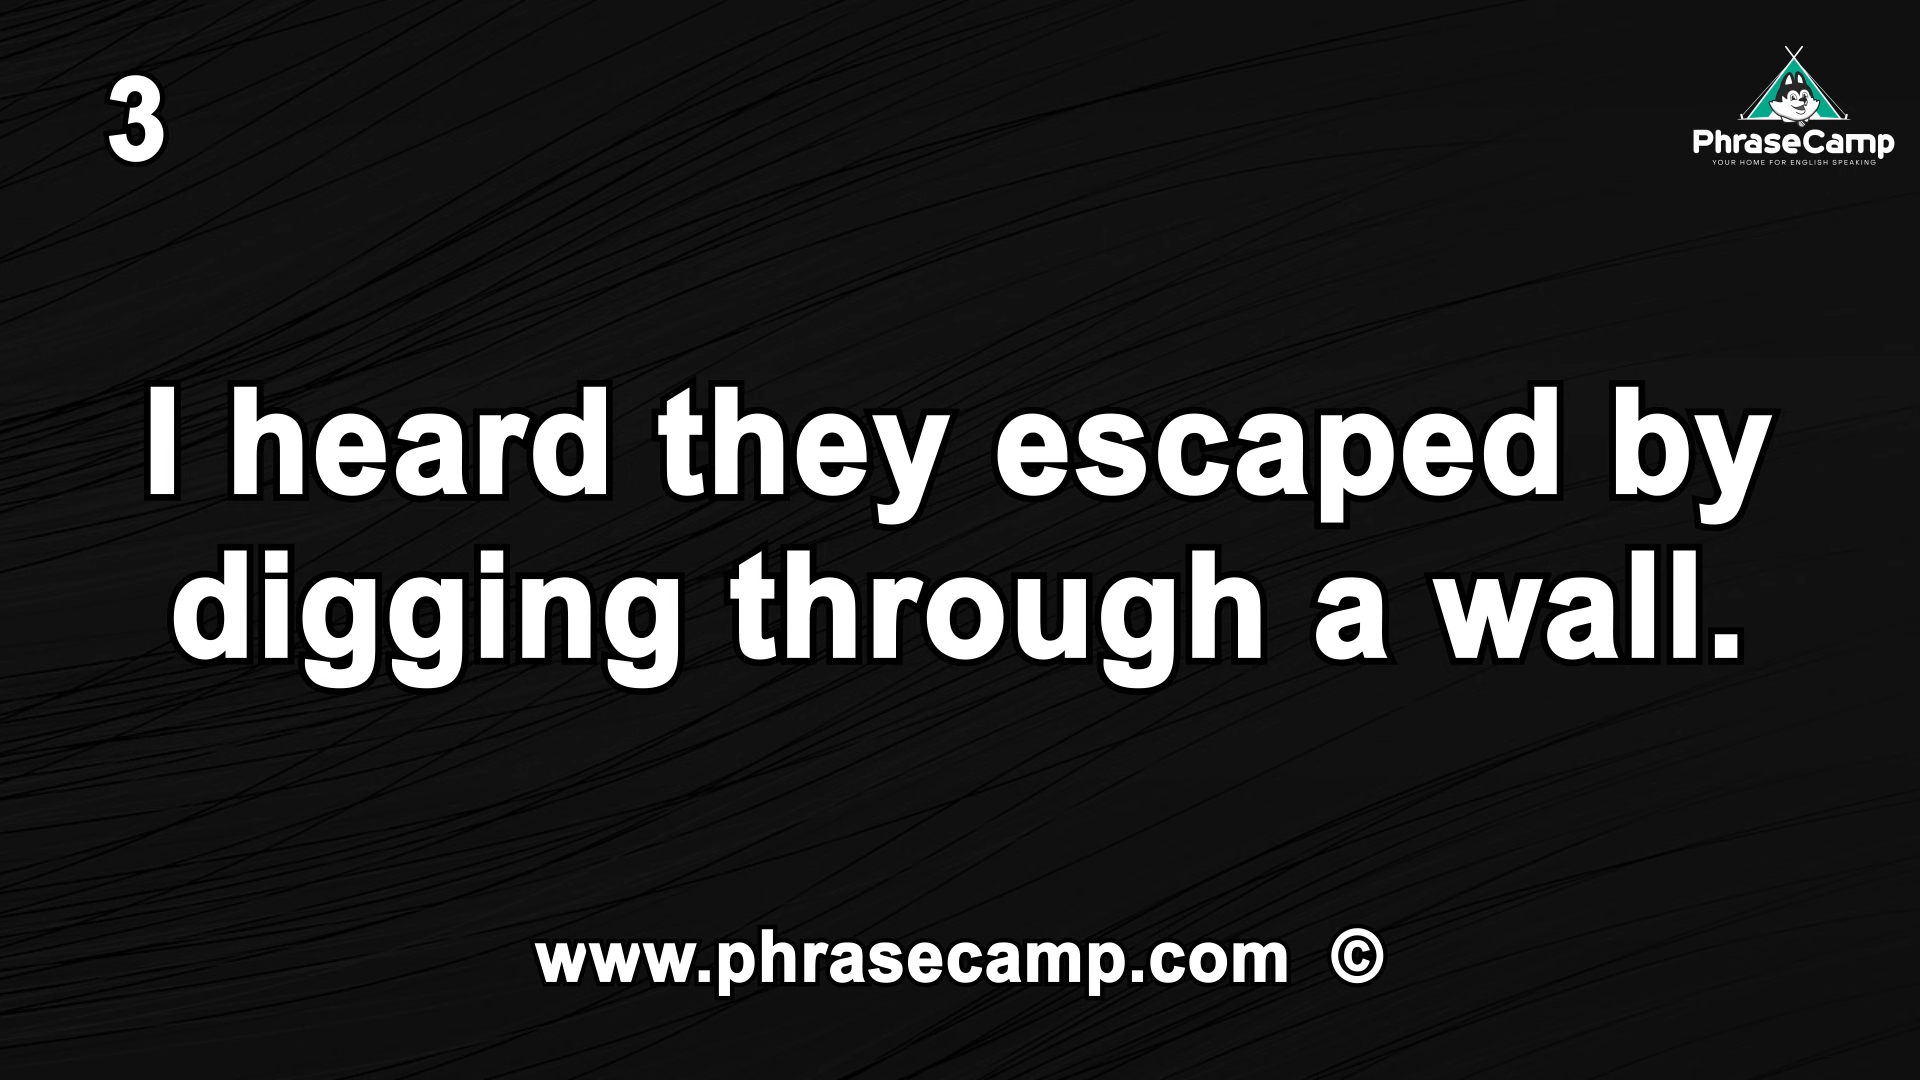 3
PhraseCamp
YOUR HOME FOR ENGLISH SPEAKING
I heard they escaped by
digging through a wall.
www.phrasecamp.com ©